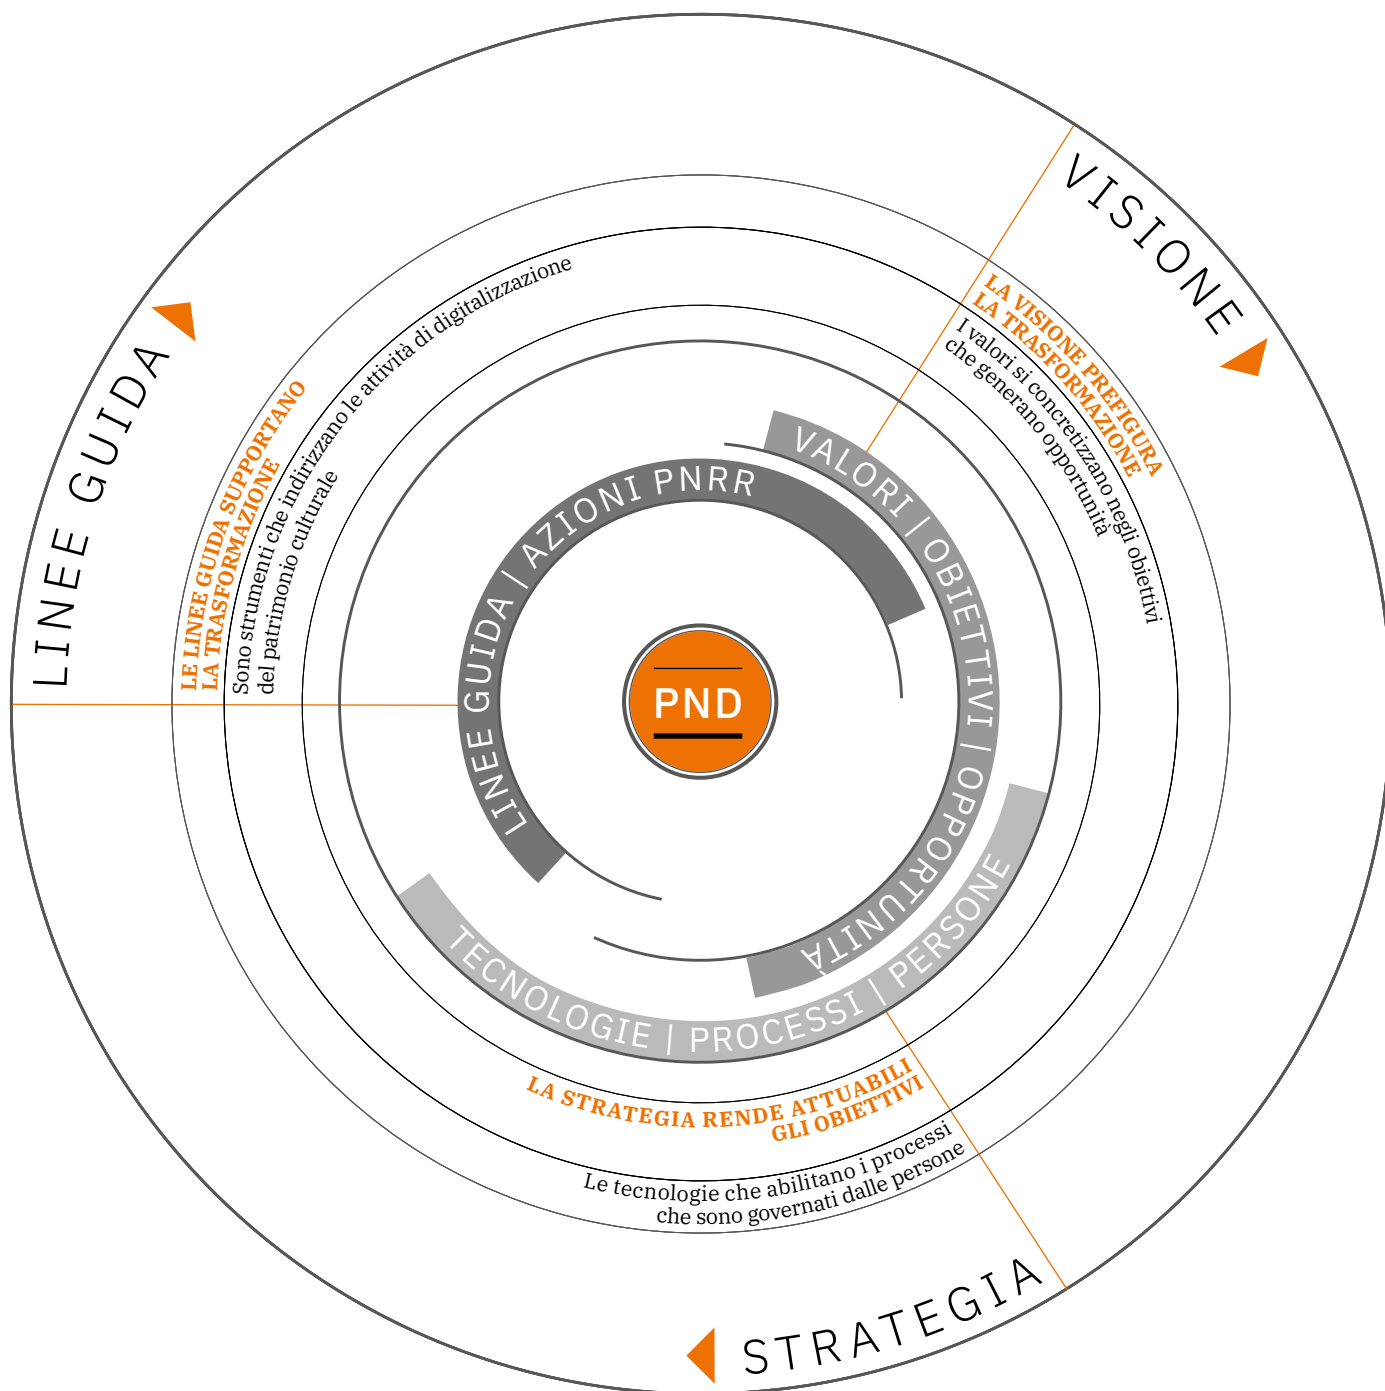 VISIONE
LA VISIONE PREFIGURA
LA TRASFORMAZIONE
I valori si concretizzano negli obiettivi
che generano opportunità
VALORI | OBIETTIVI | OPPORTUNITÀ
STRATEGIA
LA STRATEGIA RENDE ATTUABILI
GLI OBIETTIVI
Le tecnologie che abilitano i processi
che sono governati dalle persone
TECNOLOGIE | PROCESSI | PERSONE
LINEE GUIDA
LE LINEE GUIDA SUPPORTANO
LA TRASFORMAZIONE
Sono strumenti che indirizzano le attività di digitalizzazione
del patrimonio culturale
LINEE GUIDA | AZIONI PNRR
PND